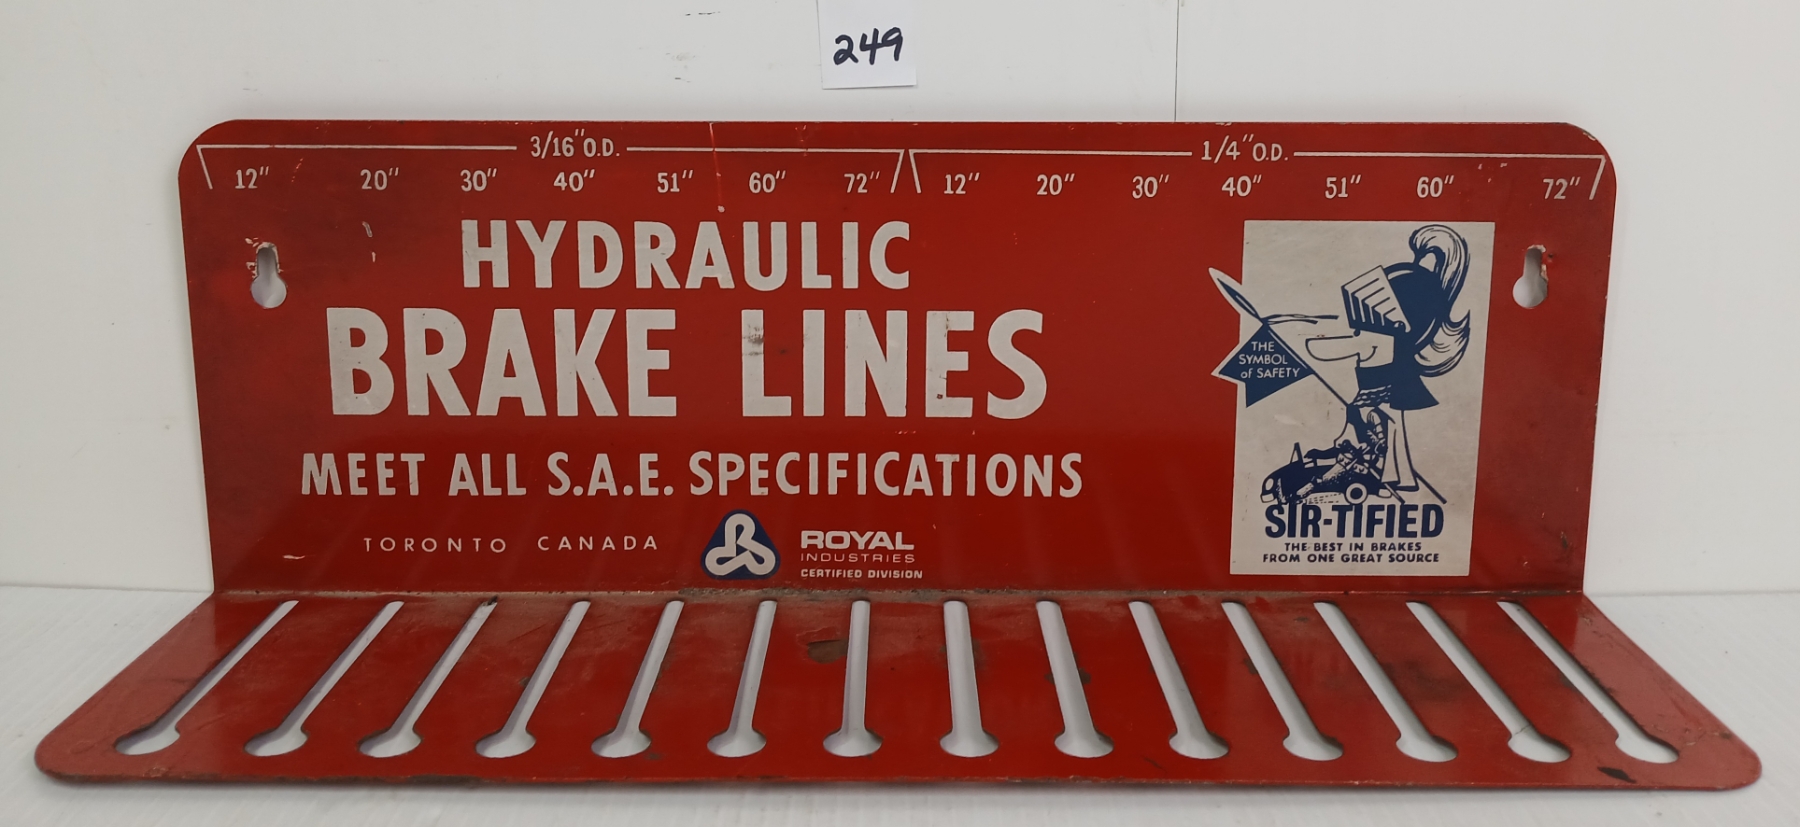 249
3/16" O.D. 1/4" O.D.
12" 20" 30" 40" 51" 60" 72" 12" 20" 30" 40" 51" 60" 72"
HYDRAULIC
BRAKE LINES
MEET ALL S.A.E. SPECIFICATIONS
TORONTO CANADA
ROYAL
INDUSTRIES
CERTIFIED DIVISION
THE
SYMBOL
of SAFETY
SIR-TIFIED
THE BEST IN BRAKES
FROM ONE GREAT SOURCE